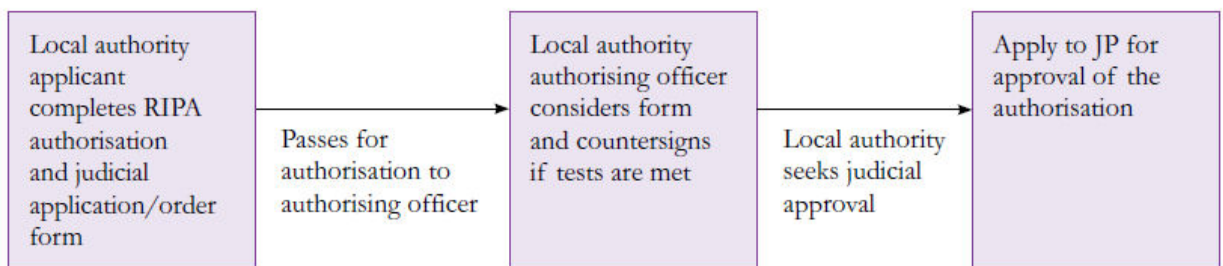 Local authority
applicant
completes RIPA
authorisation
and judicial
application/order
form
Passes for
authorisation to
authorising officer
Local authority
authorising officer
considers form
and countersigns
if tests are met
Local authority
seeks judicial
approval
Apply to JP for
approval of the
authorisation